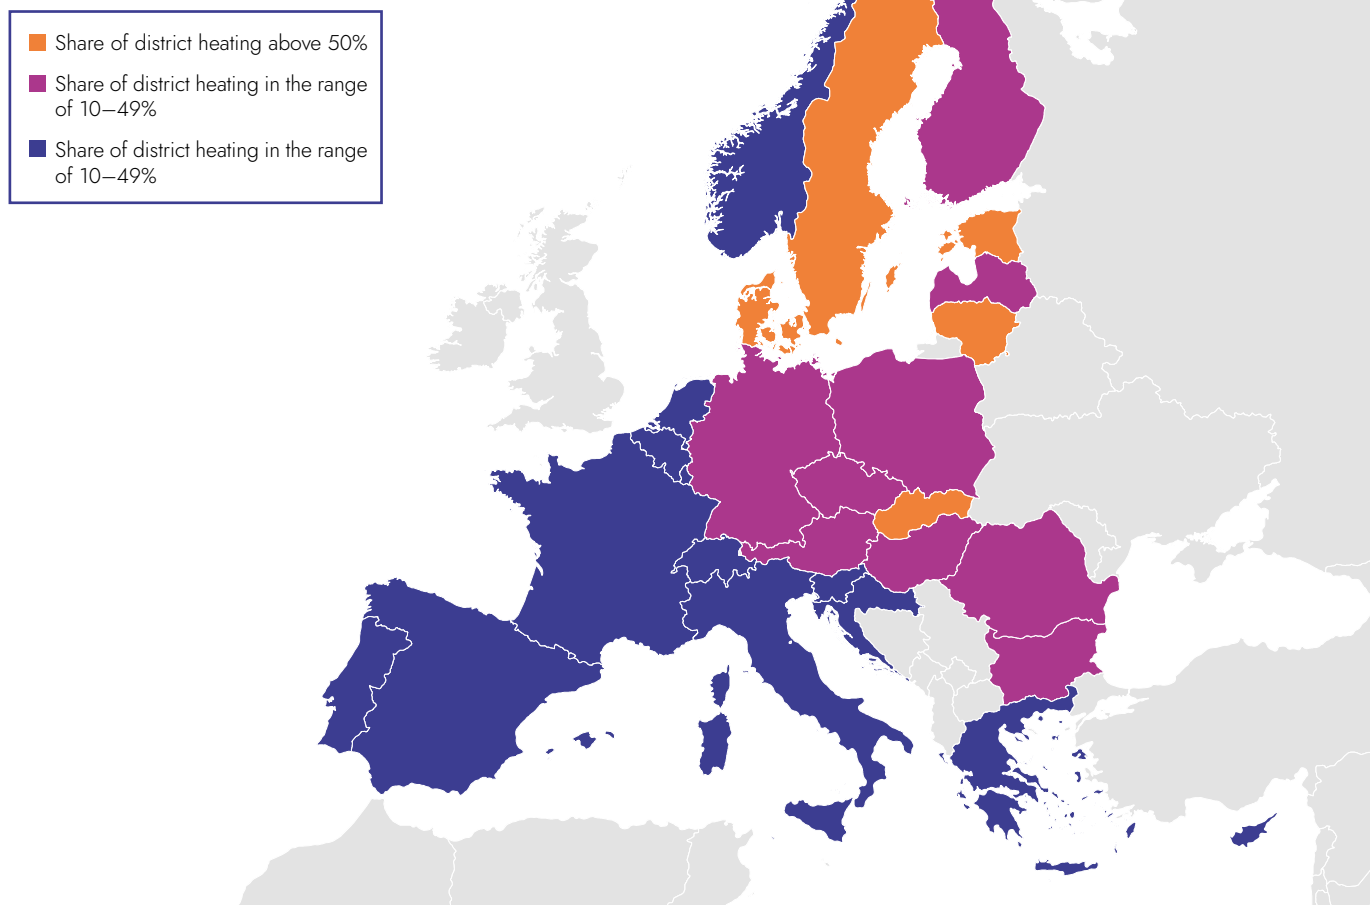 Share of district heating above 50%
Share of district heating in the range
of 10–49%
Share of district heating in the range
of 10–49%